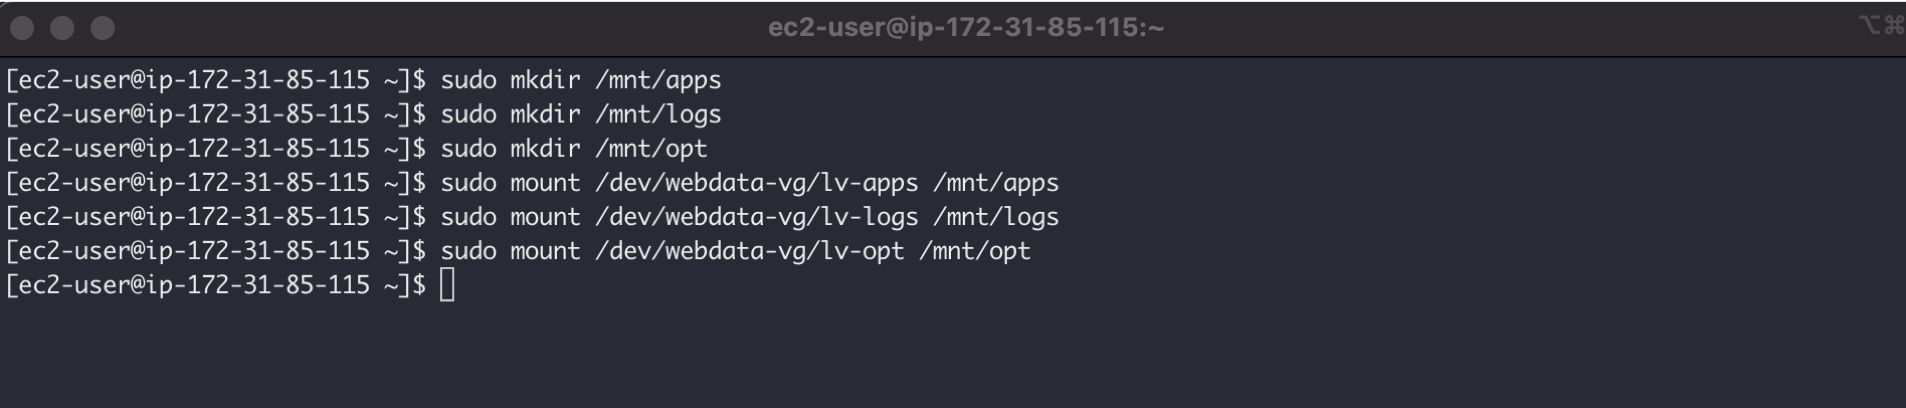 ec2-user@ip-172-31-85-115:~
⌥⌘
[ec2-user@ip-172-31-85-115 ~]$ sudo mkdir /mnt/apps
[ec2-user@ip-172-31-85-115 ~]$ sudo mkdir /mnt/logs
[ec2-user@ip-172-31-85-115 ~]$ sudo mkdir /mnt/opt
[ec2-user@ip-172-31-85-115 ~]$ sudo mount /dev/webdata-vg/lv-apps /mnt/apps
[ec2-user@ip-172-31-85-115 ~]$ sudo mount /dev/webdata-vg/lv-logs /mnt/logs
[ec2-user@ip-172-31-85-115 ~]$ sudo mount /dev/webdata-vg/lv-opt /mnt/opt
[ec2-user@ip-172-31-85-115 ~]$